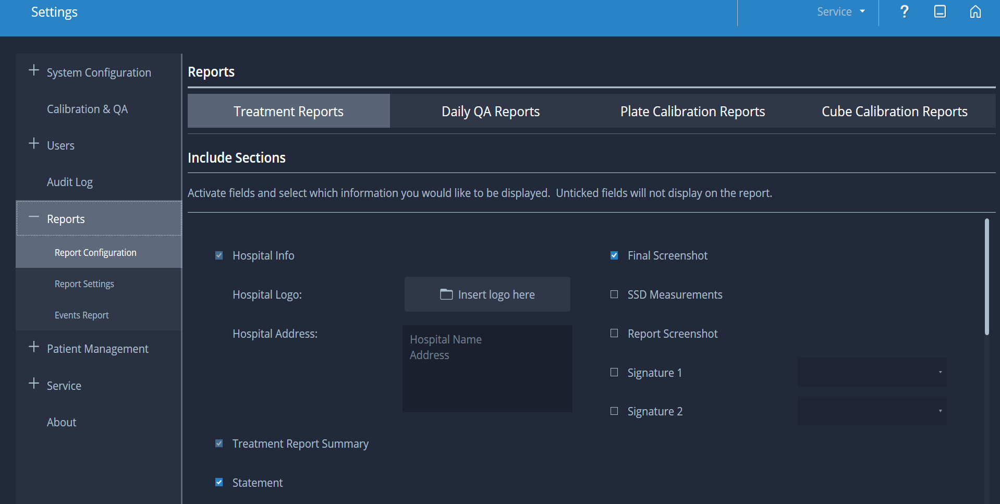 Settings
Service
?
System Configuration
Calibration & QA
Users
Audit Log
Reports
Report Configuration
Report Settings
Events Report
Patient Management
Service
About
Reports
Treatment Reports
Daily QA Reports
Plate Calibration Reports
Cube Calibration Reports
Include Sections
Activate fields and select which information you would like to be displayed.  Unticked fields will not display on the report.
Hospital Info
Hospital Logo:
Insert logo here
Hospital Address:
Hospital Name
Address
Treatment Report Summary
Statement
Final Screenshot
SSD Measurements
Report Screenshot
Signature 1
Signature 2